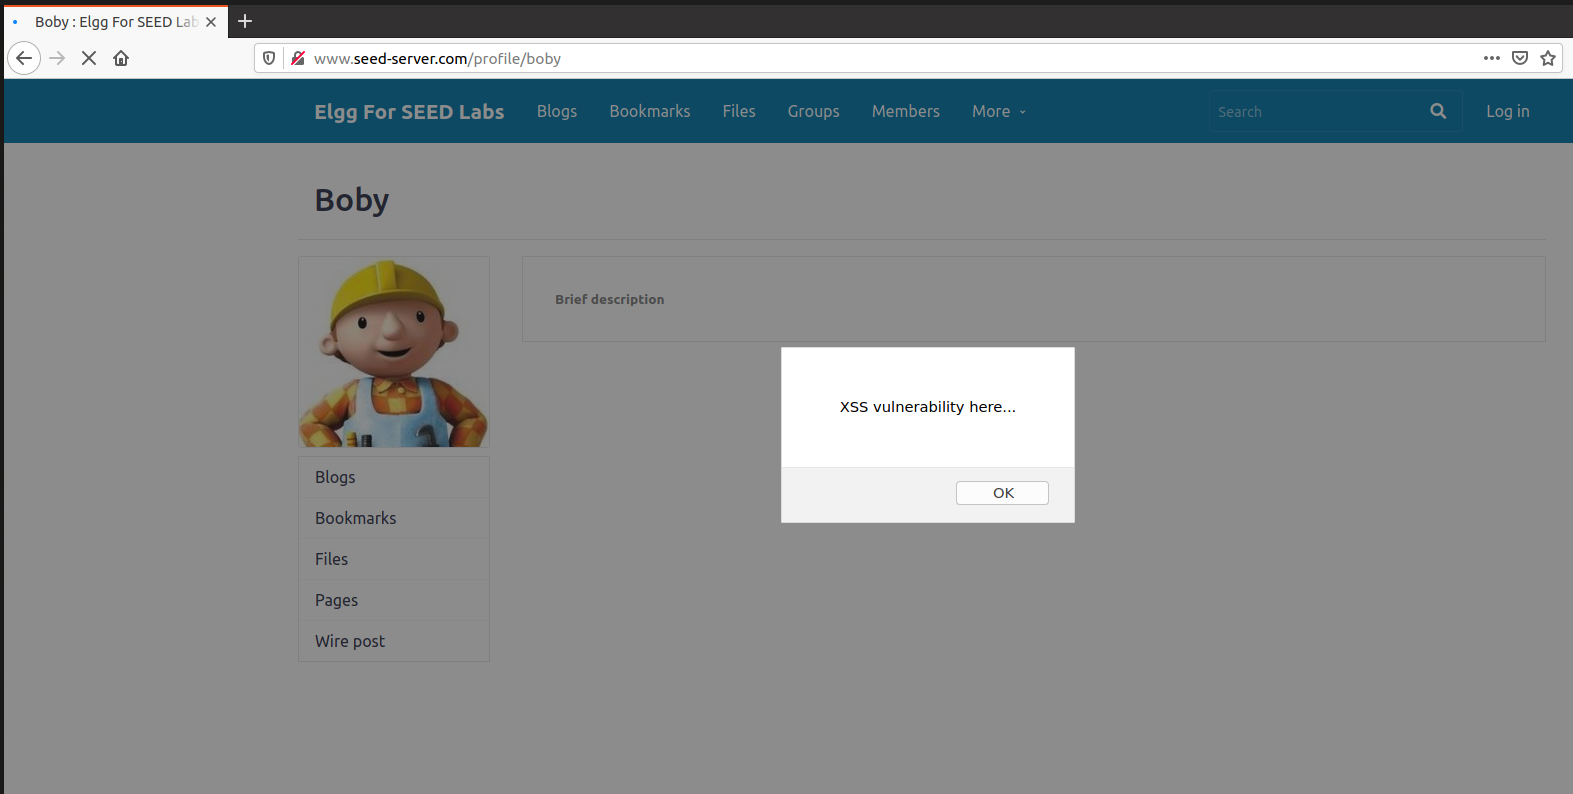 Boby : Elgg For SEED Lab
www.seed-server.com/profile/boby
Elgg For SEED Labs Blogs Bookmarks Files Groups Members More Search Log in
Boby
Brief description
XSS vulnerability here...
OK
Blogs
Bookmarks
Files
Pages
Wire post